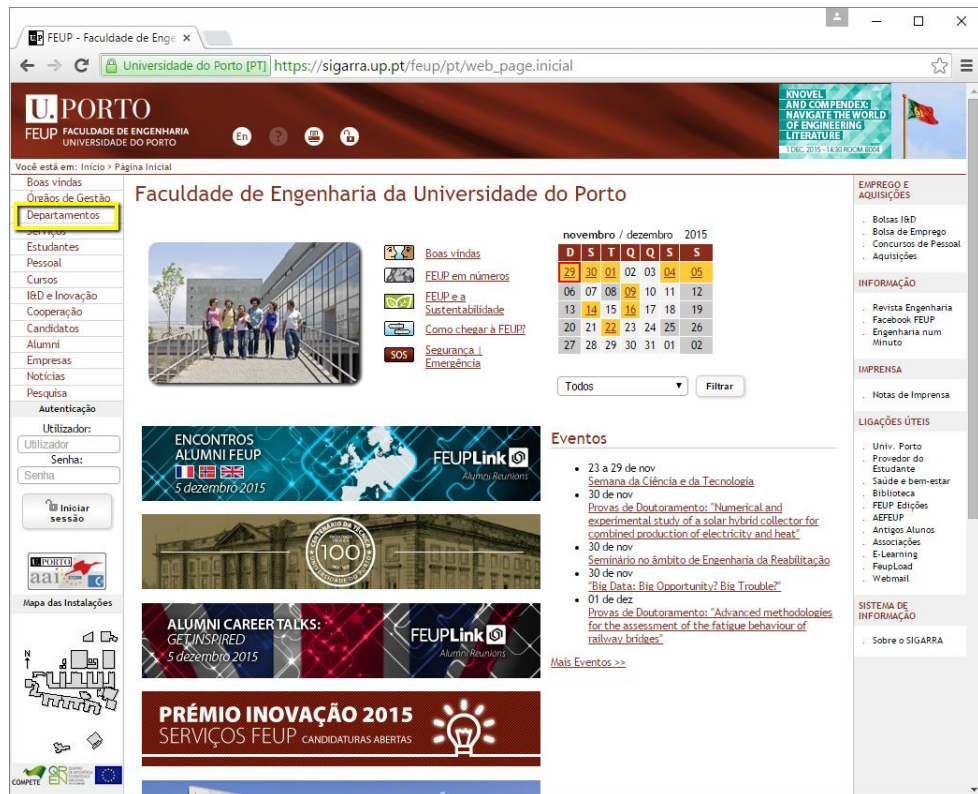 FEUP - Faculdade de Enge
Universidade do Porto [PT] https://sigarra.up.pt/feup/pt/web_page.inicial
U. PORTO
FEUP FACULDADE DE ENGENHARIA
UNIVERSIDADE DO PORTO
En
?
KNOVEL
AND COMPENDEX:
NAVIGATE THE WORLD
OF ENGINEERING
LITERATURE
1 DEC. 2015 - 14:30 ROOM B004
Você está em: Início > Página Inicial
Boas vindas
Órgãos de Gestão
Departamentos
Serviços
Estudantes
Pessoal
Cursos
I&D e Inovação
Cooperação
Candidatos
Alumni
Empresas
Notícias
Pesquisa
Autenticação
Utilizador:
Utilizador
Senha:
Senha
Iniciar
sessão
U.PORTO
aai
Mapa das Instalações
N
COMPETE
Faculdade de Engenharia da Universidade do Porto
Boas vindas
FEUP em números
FEUP e a
Sustentabilidade
Como chegar à FEUP?
SOS
Segurança |
Emergência
novembro / dezembro 2015
D S T Q Q S S
29 30 01 02 03 04 05
06 07 08 09 10 11 12
13 14 15 16 17 18 19
20 21 22 23 24 25 26
27 28 29 30 31 01 02
Todos
Filtrar
ENCONTROS
ALUMNI FEUP
5 dezembro 2015
FEUPLink
Alumni Reunions
100
ALUMNI CAREER TALKS:
GET INSPIRED
5 dezembro 2015
FEUPLink
Alumni Reunions
PRÉMIO INOVAÇÃO 2015
SERVIÇOS FEUP CANDIDATURAS ABERTAS
Eventos
23 a 29 de nov
Semana da Ciência e da Tecnologia
30 de nov
Provas de Doutoramento: "Numerical and
experimental study of a solar hybrid collector for
combined production of electricity and heat"
30 de nov
Seminário no âmbito de Engenharia da Reabilitação
30 de nov
"Big Data: Big Opportunity? Big Trouble?"
01 de dez
Provas de Doutoramento: "Advanced methodologies
for the assessment of the fatigue behaviour of
railway bridges"
Mais Eventos >>
EMPREGO E
AQUISIÇÕES
Bolsas I&D
Bolsa de Emprego
Concursos de Pessoal
Aquisições
INFORMAÇÃO
Revista Engenharia
Facebook FEUP
Engenharia num
Minuto
IMPRENSA
Notas de Imprensa
LIGAÇÕES ÚTEIS
Univ. Porto
Provedor do
Estudante
Saúde e bem-estar
Biblioteca
FEUP Edições
AEFEUP
Antigos Alunos
Associações
E-Learning
FeupLoad
Webmail
SISTEMA DE
INFORMAÇÃO
Sobre o SIGARRA